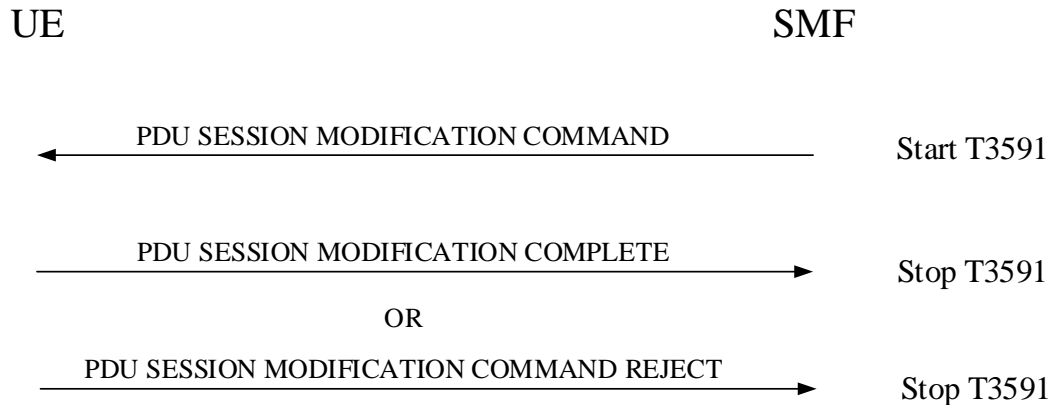 UE SMF
PDU SESSION MODIFICATION COMMAND Start T3591
PDU SESSION MODIFICATION COMPLETE Stop T3591
OR
PDU SESSION MODIFICATION COMMAND REJECT Stop T3591